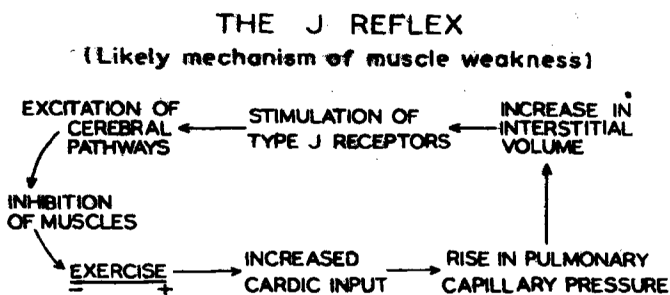 THE J REFLEX
(Likely mechanism of muscle weakness)
EXCITATION OF
CEREBRAL
PATHWAYS
STIMULATION OF
TYPE J RECEPTORS
INCREASE IN
INTERSTITIAL
VOLUME
INHIBITION
OF MUSCLES
EXERCISE
- +
INCREASED
CARDIC INPUT
RISE IN PULMONARY
CAPILLARY PRESSURE